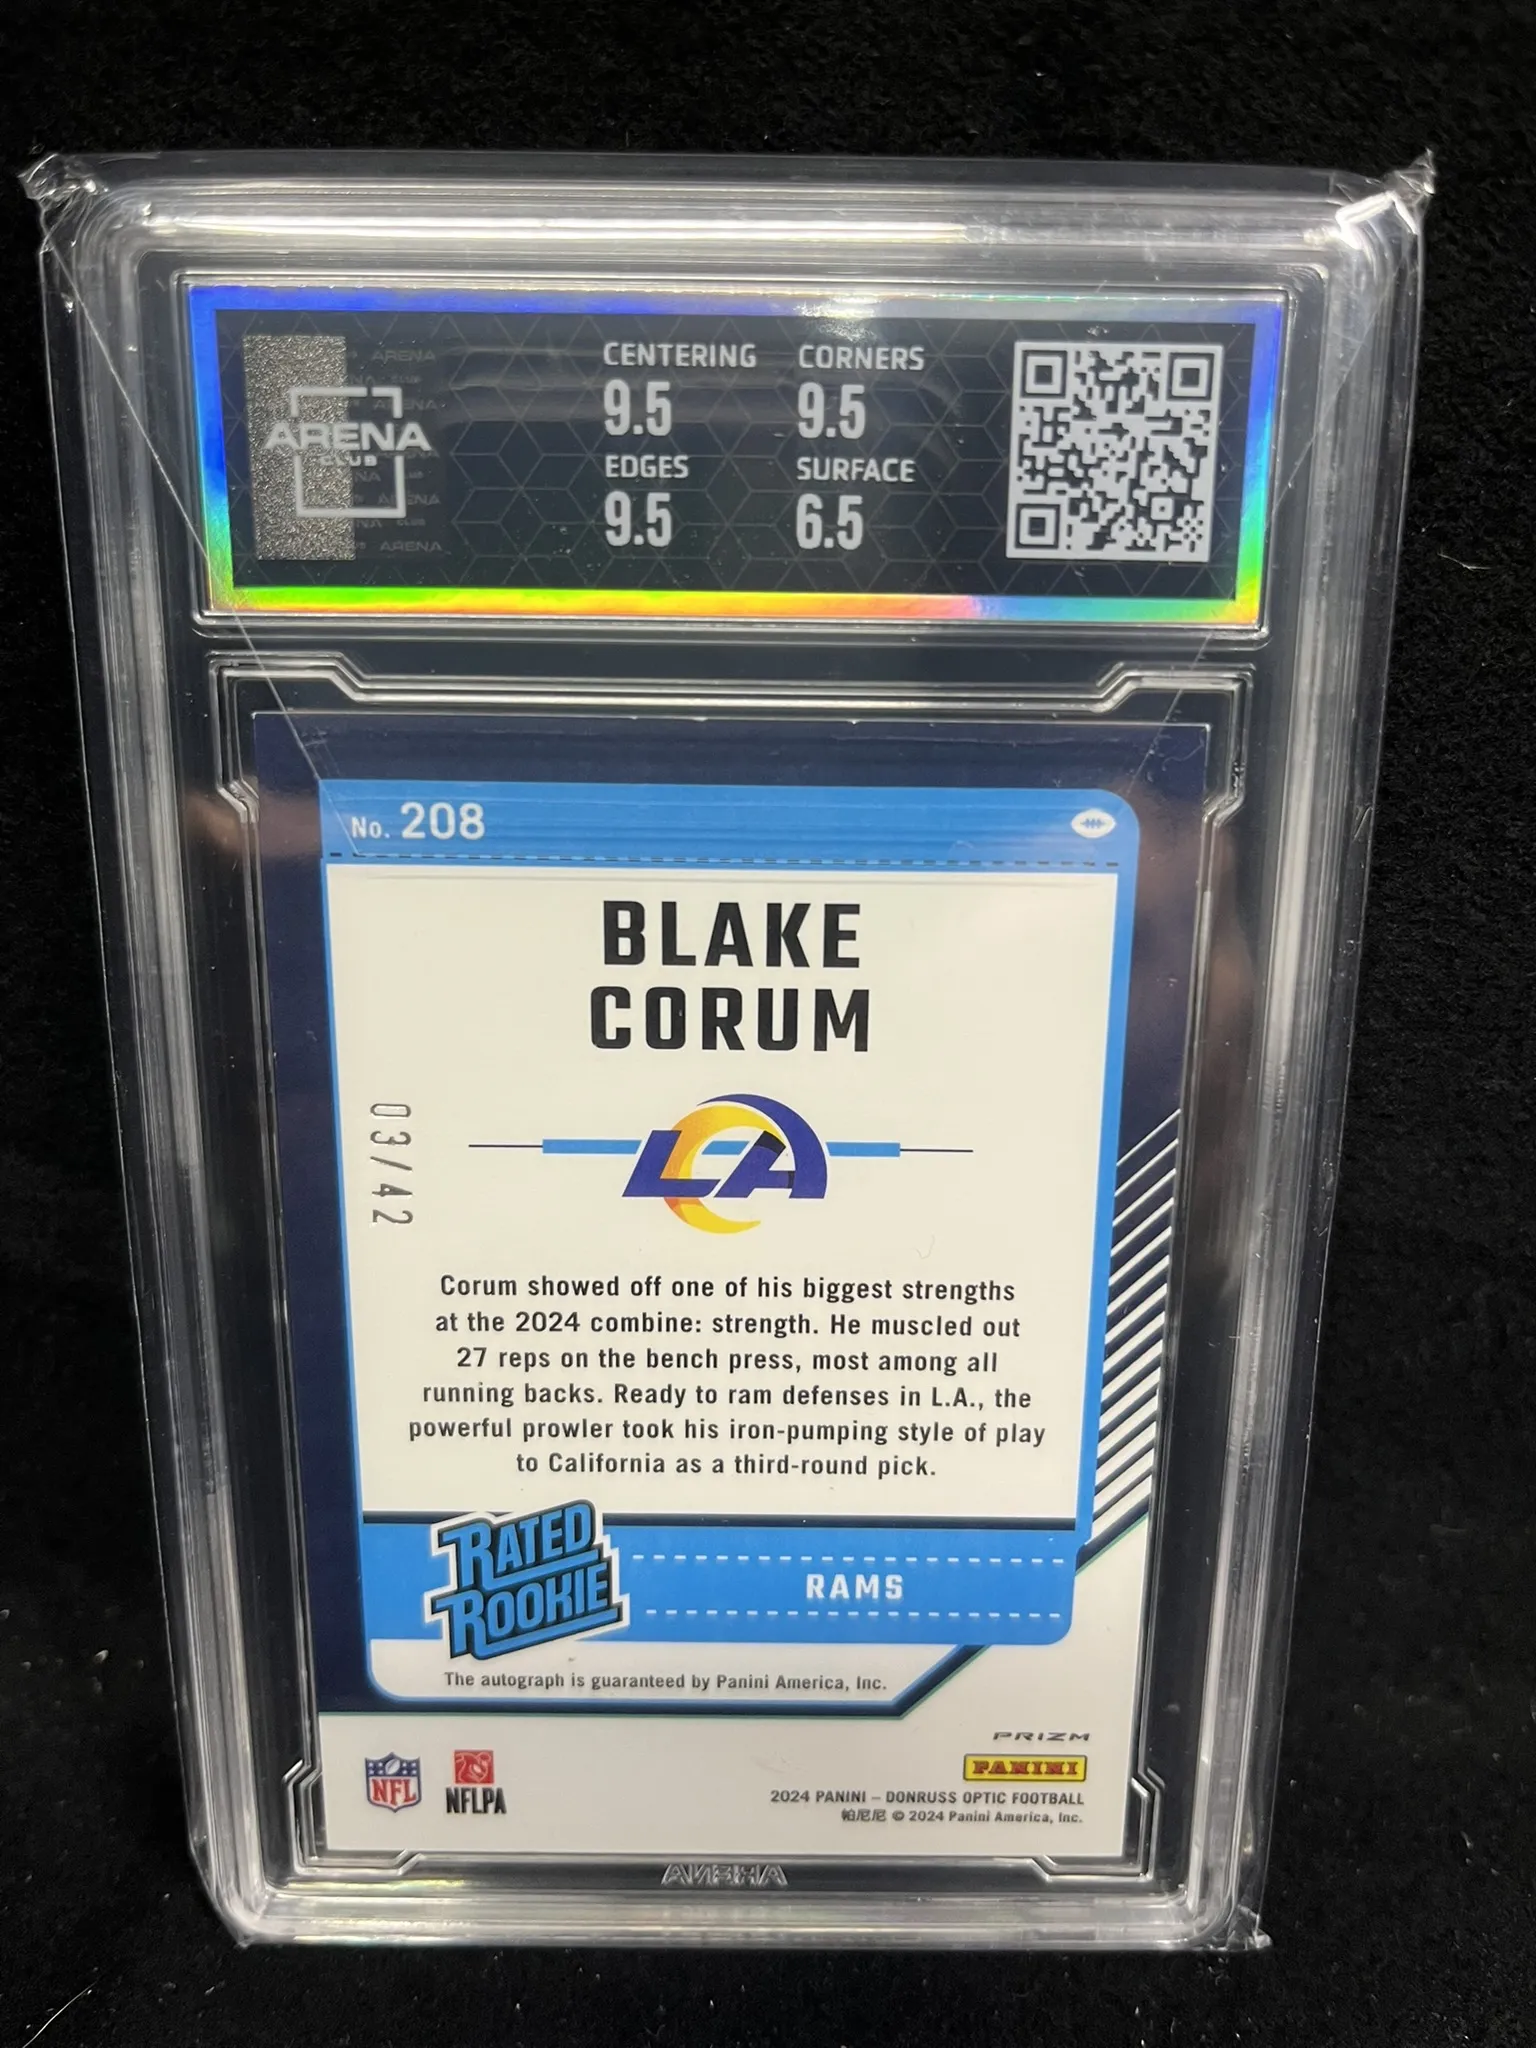 ARENA
CLUB
CENTERING
9.5
CORNERS
9.5
EDGES
9.5
SURFACE
6.5
No. 208
BLAKE
CORUM
03/42
LA
Corum showed off one of his biggest strengths
at the 2024 combine: strength. He muscled out
27 reps on the bench press, most among all
running backs. Ready to ram defenses in L.A., the
powerful prowler took his iron-pumping style of play
to California as a third-round pick.
RATED
ROOKIE
RAMS
The autograph is guaranteed by Panini America, Inc.
PRIZM
PANINI
NFL
NFLPA
2024 PANINI – DONRUSS OPTIC FOOTBALL
帕尼尼 © 2024 Panini America, Inc.
ARENA